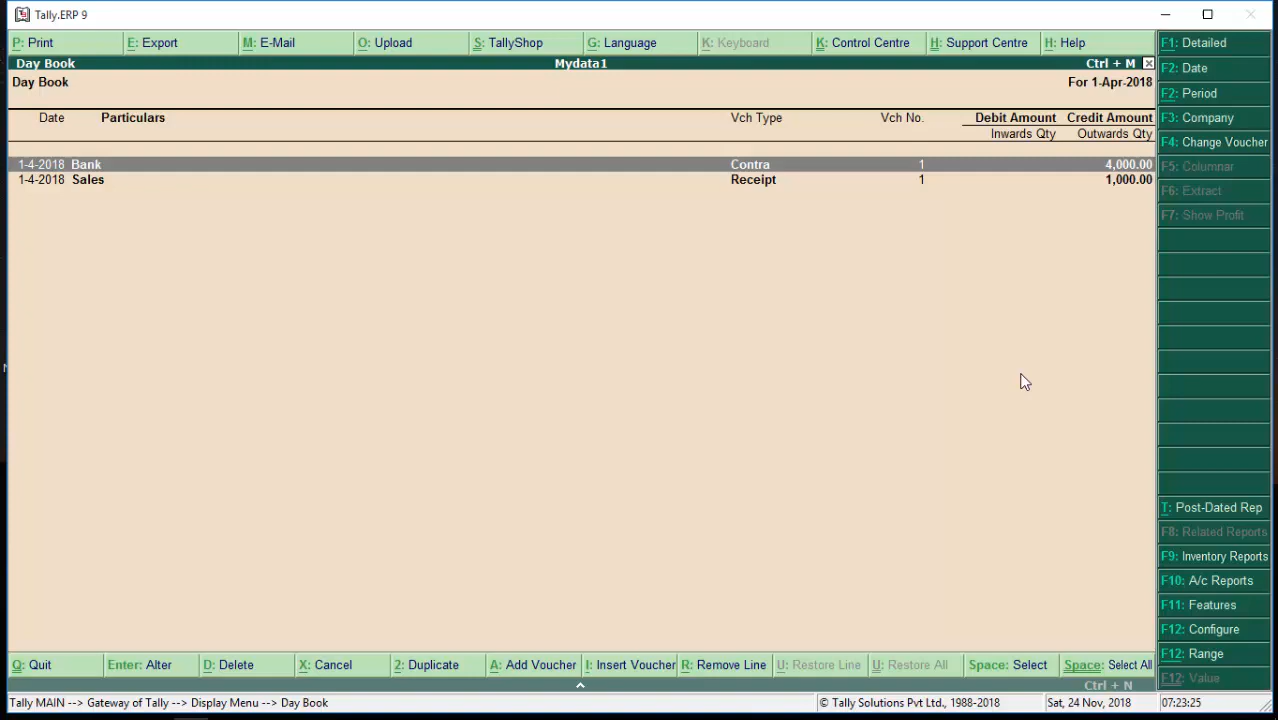 Tally.ERP 9
P: Print E: Export M: E-Mail O: Upload S: TallyShop G: Language K: Keyboard K: Control Centre H: Support Centre H: Help
Day Book Mydata1 Ctrl + M
Day Book For 1-Apr-2018
Date Particulars Vch Type Vch No. Debit Amount Credit Amount
Inwards Qty Outwards Qty
1-4-2018 Bank Contra 1 4,000.00
1-4-2018 Sales Receipt 1 1,000.00
F1: Detailed
F2: Date
F2: Period
F3: Company
F4: Change Voucher
F5: Columnar
F6: Extract
F7: Show Profit
T: Post-Dated Rep
F8: Related Reports
F9: Inventory Reports
F10: A/c Reports
F11: Features
F12: Configure
F12: Range
F12: Value
Q: Quit Enter: Alter D: Delete X: Cancel 2: Duplicate A: Add Voucher I: Insert Voucher R: Remove Line U: Restore Line U: Restore All Space: Select Space: Select All
Ctrl + N
Tally MAIN --> Gateway of Tally --> Display Menu --> Day Book © Tally Solutions Pvt Ltd., 1988-2018 Sat, 24 Nov, 2018 07:23:25